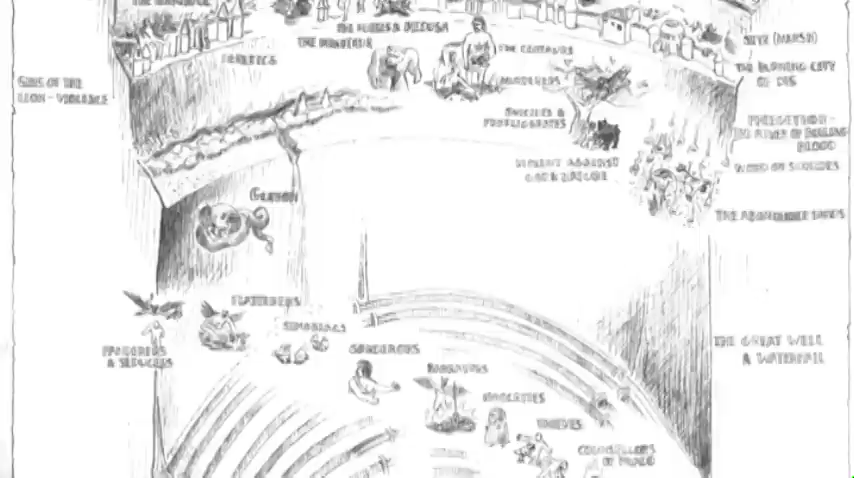 THE FURIES & MEDUSA
THE MINOTAUR
THE CENTAURS
STYX (MARSH)
HERETICS
THE BURNING CITY
OF DIS
SINS OF THE
LION - VIOLENCE
MURDERERS
SUICIDES &
PROFLIGATES
PHLEGETHON -
THE RIVER OF BOILING
BLOOD
VIOLENT AGAINST
GOD & NATURE
WOOD OF SUICIDES
GERYON
THE ABOMINABLE SANDS
FLATTERERS
SIMONIACS
PANDERERS
& SEDUCERS
THE GREAT WELL
& WATERFALL
BARRATORS
HYPOCRITES
THIEVES
COUNSELLORS
OF FRAUD